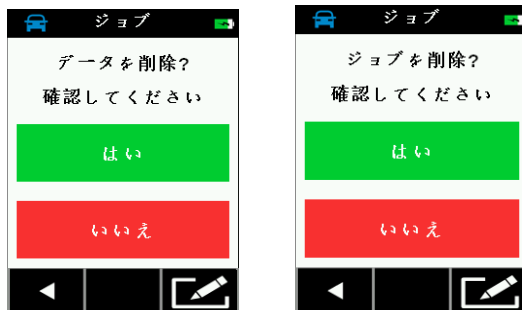 ジョブ
データを削除?
確認してください
はい
いいえ
ジョブ
ジョブを削除?
確認してください
はい
いいえ